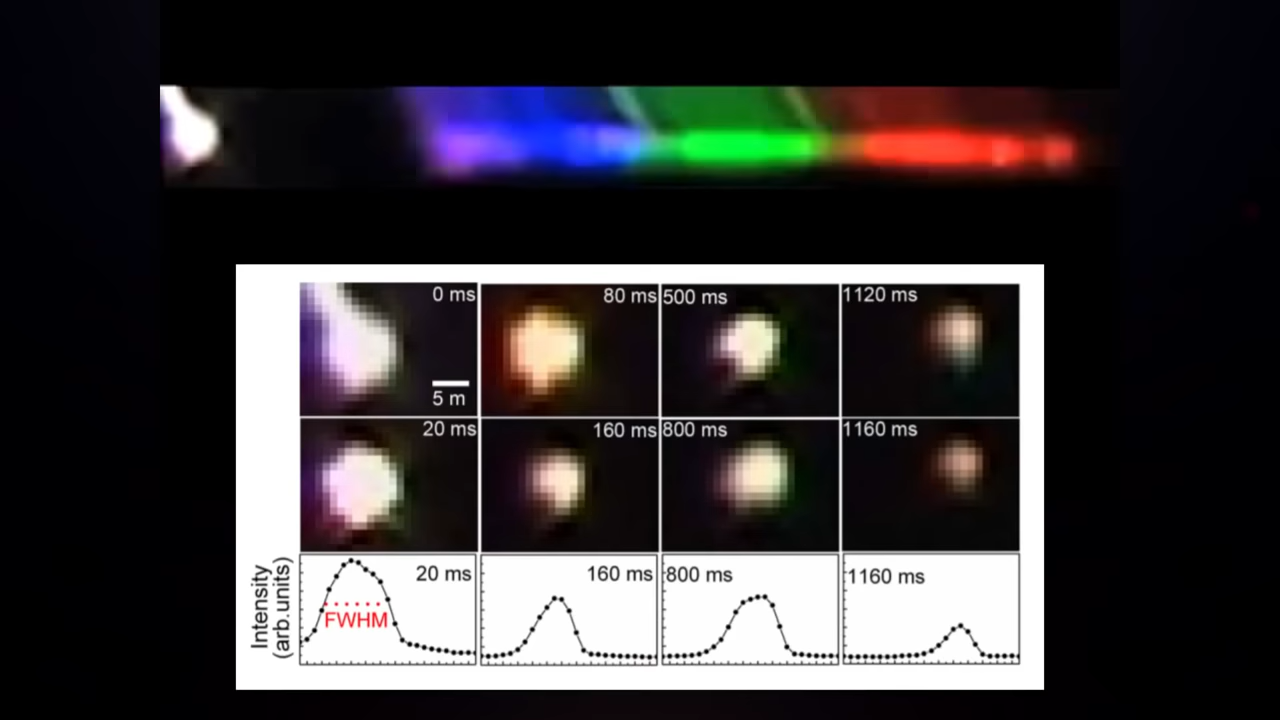 0 ms
80 ms
500 ms
1120 ms
5 m
20 ms
160 ms
800 ms
1160 ms
Intensity
(arb.units)
20 ms
FWHM
160 ms
800 ms
1160 ms